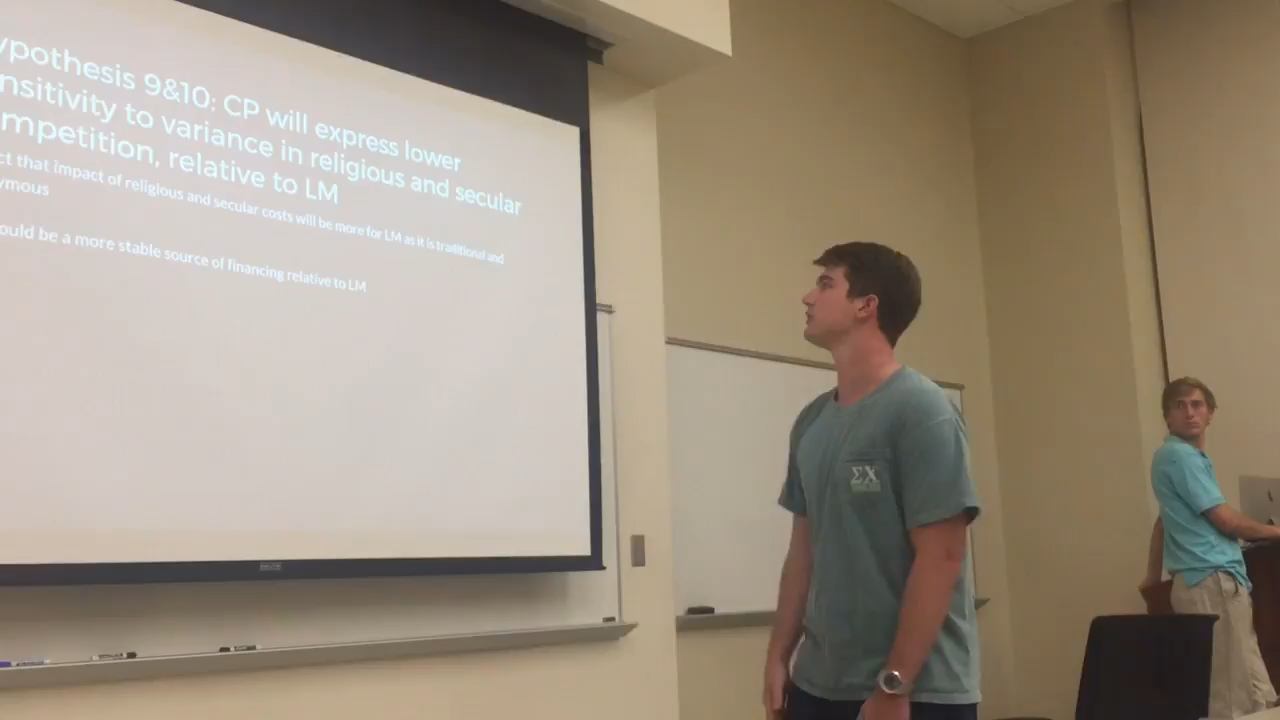 ypothesis 9&10: CP will express lower
nsitivity to variance in religious and secular
mpetition, relative to LM
ct that impact of religious and secular costs will be more for LM as it is traditional and
ymous
ould be a more stable source of financing relative to LM
ΣΧ